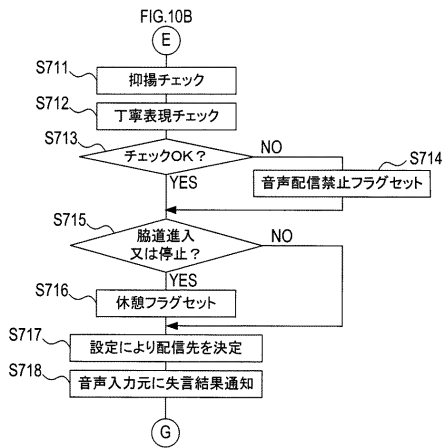 FIG.10B
E
S711
抑揚チェック
S712
丁寧表現チェック
S713
チェックOK？
NO
S714
音声配信禁止フラグセット
YES
S715
脇道進入
又は停止？
NO
YES
S716
休憩フラグセット
S717
設定により配信先を決定
S718
音声入力元に失言結果通知
G